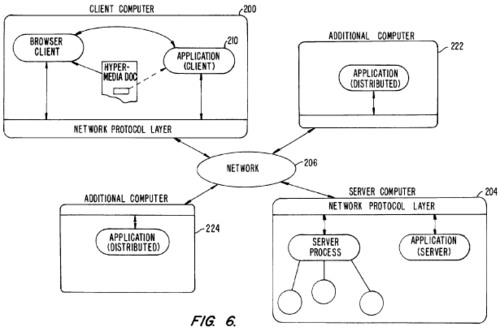 CLIENT COMPUTER
200
BROWSER
CLIENT
210
APPLICATION
(CLIENT)
HYPER-
MEDIA DOC
NETWORK PROTOCOL LAYER
ADDITIONAL COMPUTER
222
APPLICATION
(DISTRIBUTED)
NETWORK
206
ADDITIONAL COMPUTER
224
APPLICATION
(DISTRIBUTED)
SERVER COMPUTER
204
NETWORK PROTOCOL LAYER
SERVER
PROCESS
APPLICATION
(SERVER)
FIG. 6.